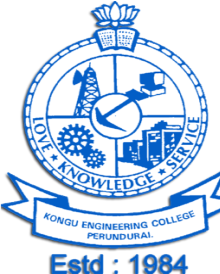 LOVE ★ KNOWLEDGE ★ SERVICE
KONGU ENGINEERING COLLEGE
PERUNDURAI.
Estd : 1984